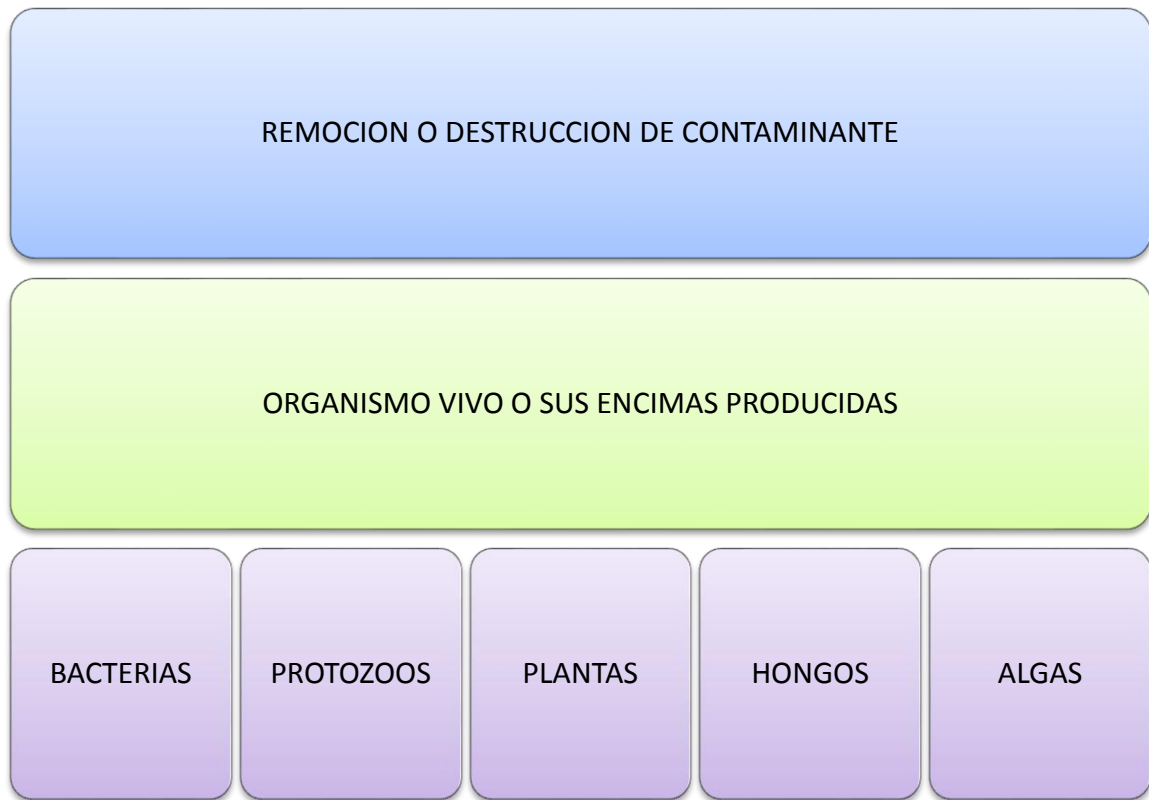 REMOCION O DESTRUCCION DE CONTAMINANTE
ORGANISMO VIVO O SUS ENCIMAS PRODUCIDAS
BACTERIAS
PROTOZOOS
PLANTAS
HONGOS
ALGAS